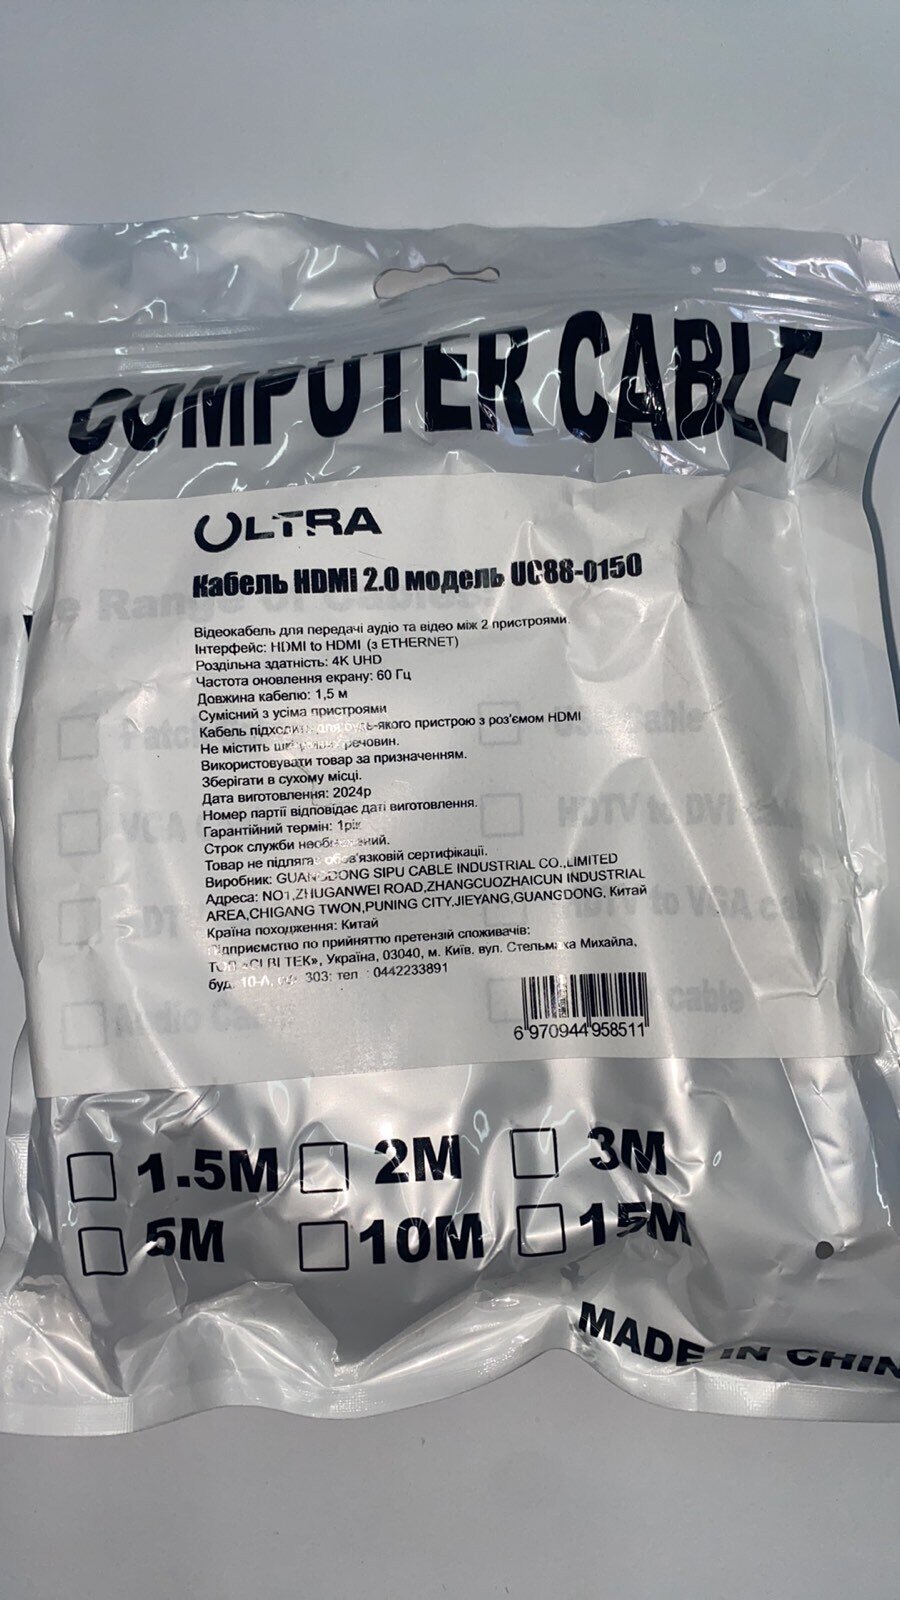 COMPUTER CABLE
ULTRA
Кабель HDMI 2.0 модель UC88-0150
Відеокабель для передачі аудіо та відео між 2 пристроями.
Інтерфейс: HDMI to HDMI (з ETHERNET)
Роздільна здатність: 4K UHD
Частота оновлення екрану: 60 Гц
Довжина кабелю: 1,5 м
Сумісний з усіма пристроями
Кабель підходить для будь-якого пристрою з роз'ємом HDMI
Не містить речовин.
Використовувати товар за призначенням.
Зберігати в сухому місці.
Дата виготовлення: 2024р
Номер партії відповідає даті виготовлення.
Гарантійний термін: 1рік
Строк служби необмежений.
Товар не підлягає обов'язковій сертифікації.
Виробник: GUANGDONG SIPU CABLE INDUSTRIAL CO.,LIMITED
Адреса: NO1,ZHUGANWEI ROAD,ZHANGCUOZHAICUN INDUSTRIAL
AREA,CHIGANG TWON,PUNING CITY,JIEYANG,GUANGDONG, Китай
Країна походження: Китай
Підприємство по прийняттю претензій споживачів:
Україна, 03040, м. Київ. вул. Стельмаха Михайла,
буд. 10-А, оф. 303; тел.: 0442233891
6 970944 958511
1.5M 2M 3M
5M 10M 15M
MADE IN CHIN